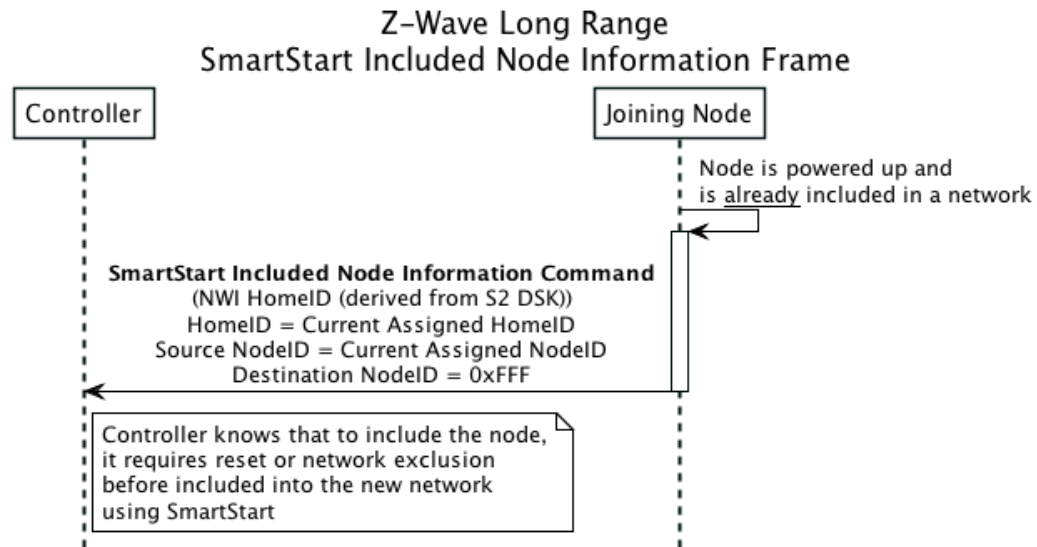 Z-Wave Long Range
SmartStart Included Node Information Frame
Controller
Joining Node
Node is powered up and
is already included in a network
SmartStart Included Node Information Command
(NWI HomeID (derived from S2 DSK))
HomeID = Current Assigned HomeID
Source NodeID = Current Assigned NodeID
Destination NodeID = 0xFFF
Controller knows that to include the node,
it requires reset or network exclusion
before included into the new network
using SmartStart